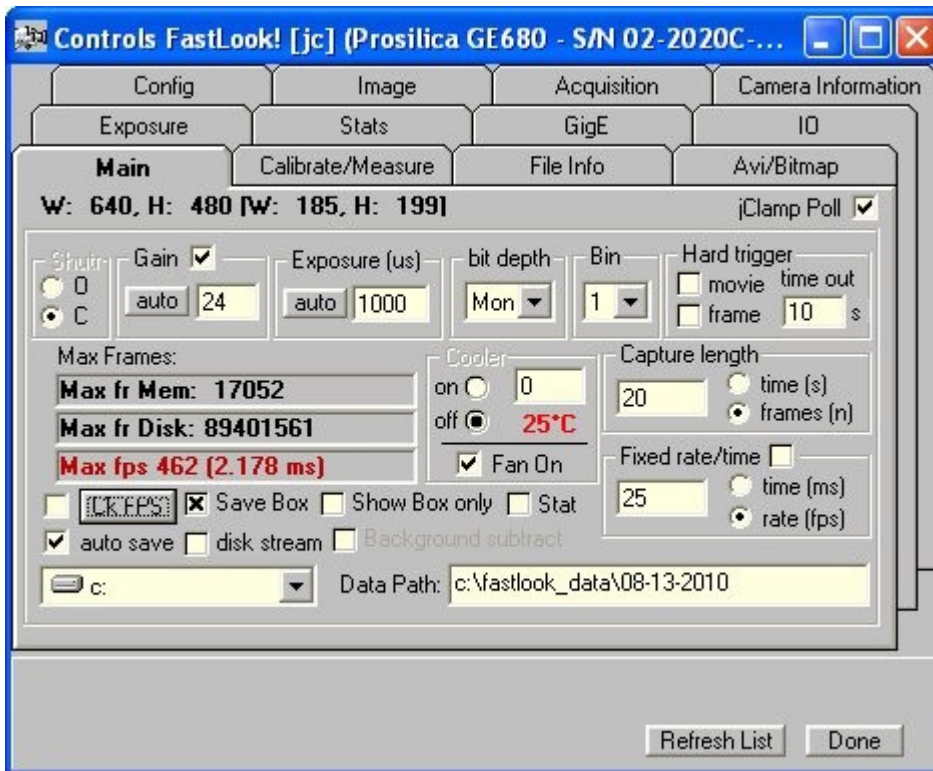 Controls FastLook! [jc] (Prosilica GE680 - S/N 02-2020C-...
Config Image Acquisition Camera Information
Exposure Stats GigE IO
Main Calibrate/Measure File Info Avi/Bitmap
W: 640, H: 480 [W: 185, H: 199] jClamp Poll
Shutr Gain Exposure (us) bit depth Bin Hard trigger
O auto 24 auto 1000 Mon 1 movie time out
C frame 10 s
Max Frames: Cooler Capture length
Max fr Mem: 17052 on 0 20 time (s)
Max fr Disk: 89401561 off 25°C frames (n)
Max fps 462 (2.178 ms) Fan On Fixed rate/time
CK FPS Save Box Show Box only Stat 25 time (ms)
rate (fps)
auto save disk stream Background subtract
c: Data Path: c:\fastlook_data\08-13-2010
Refresh List Done